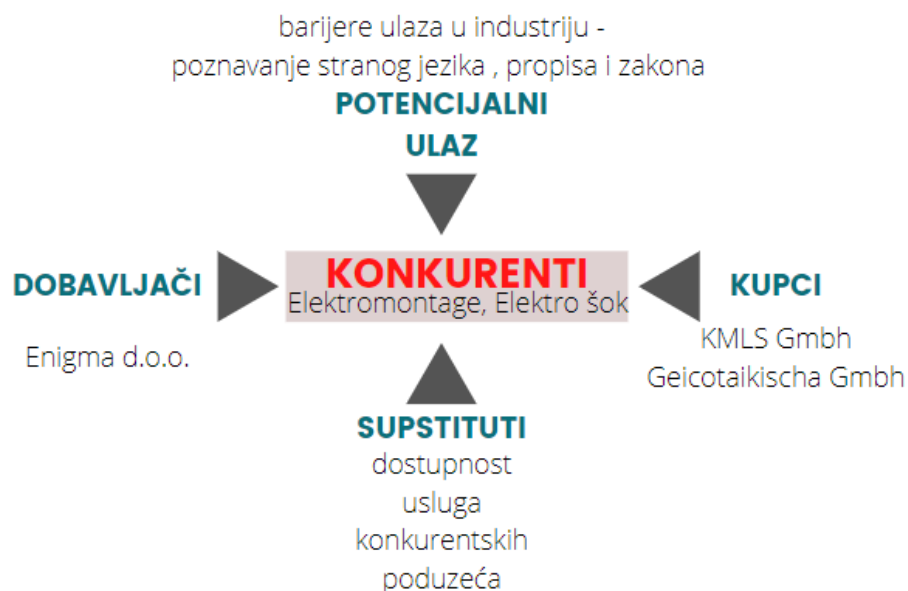 barijere ulaza u industriju -
poznavanje stranog jezika , propisa i zakona
POTENCIJALNI
ULAZ
DOBAVLJAČI
Enigma d.o.o.
KONKURENTI
Elektromontage, Elektro šok
KUPCI
KMLS Gmbh
Geicotaikischa Gmbh
SUPSTITUTI
dostupnost
usluga
konkurentskih
poduzeća